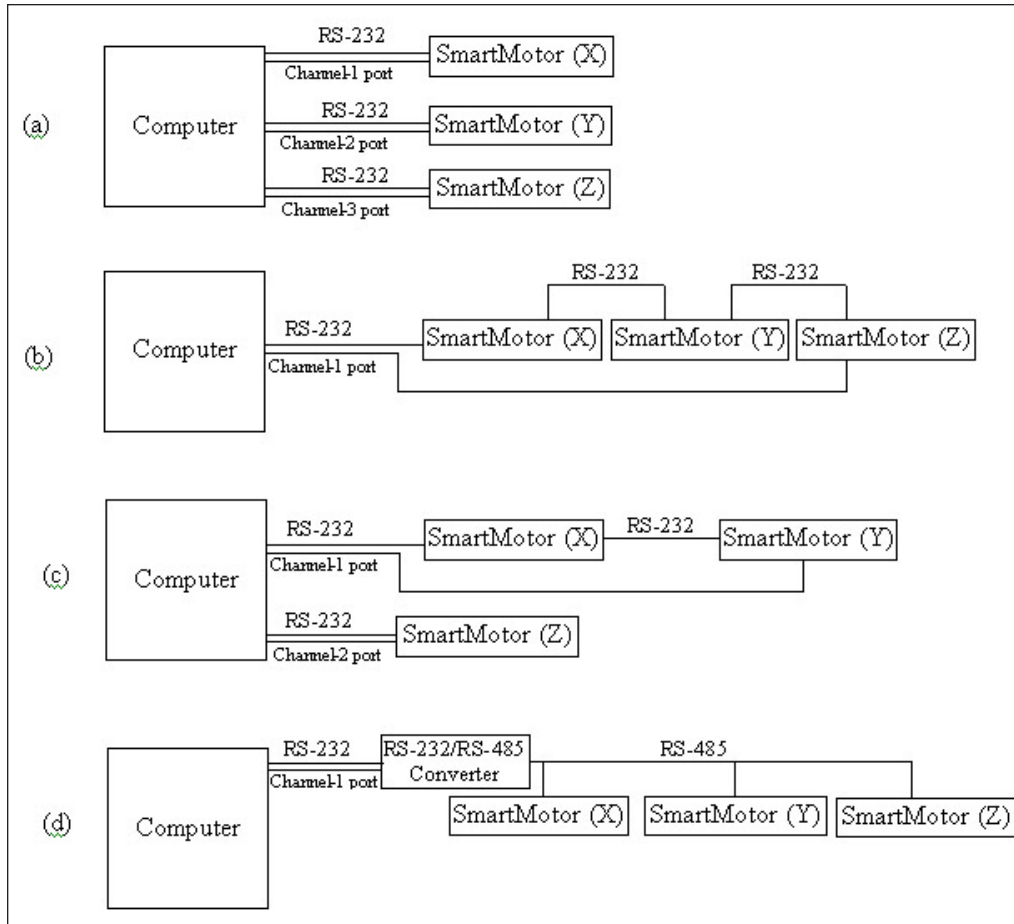 (a)
Computer
RS-232
Channel-1 port
SmartMotor (X)
RS-232
Channel-2 port
SmartMotor (Y)
RS-232
Channel-3 port
SmartMotor (Z)
(b)
Computer
RS-232
Channel-1 port
SmartMotor (X)
RS-232
SmartMotor (Y)
RS-232
SmartMotor (Z)
(c)
Computer
RS-232
Channel-1 port
SmartMotor (X)
RS-232
SmartMotor (Y)
RS-232
Channel-2 port
SmartMotor (Z)
(d)
Computer
RS-232
Channel-1 port
RS-232/RS-485
Converter
RS-485
SmartMotor (X)
SmartMotor (Y)
SmartMotor (Z)